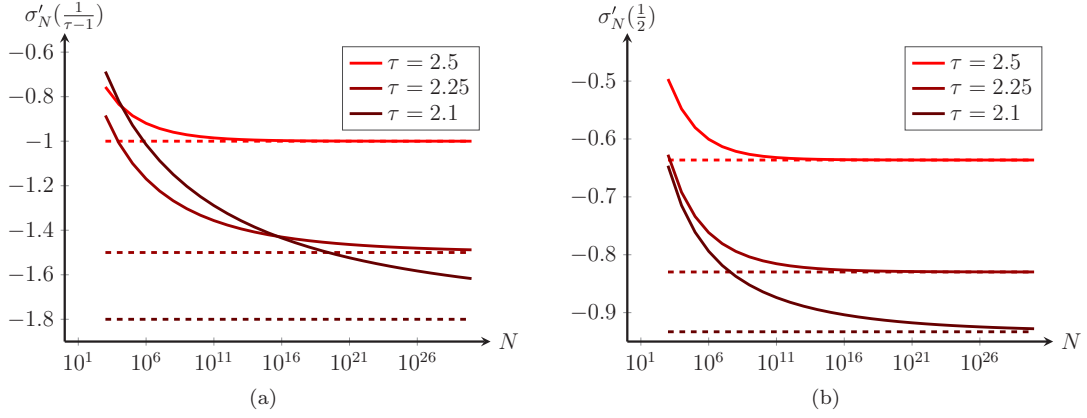 σ′_N(1/(τ−1))
−0.6
−0.8
−1
−1.2
−1.4
−1.6
−1.8
10^1 10^6 10^11 10^16 10^21 10^26 N
τ = 2.5
τ = 2.25
τ = 2.1
(a)
σ′_N(1/2)
−0.5
−0.6
−0.7
−0.8
−0.9
10^1 10^6 10^11 10^16 10^21 10^26 N
τ = 2.5
τ = 2.25
τ = 2.1
(b)